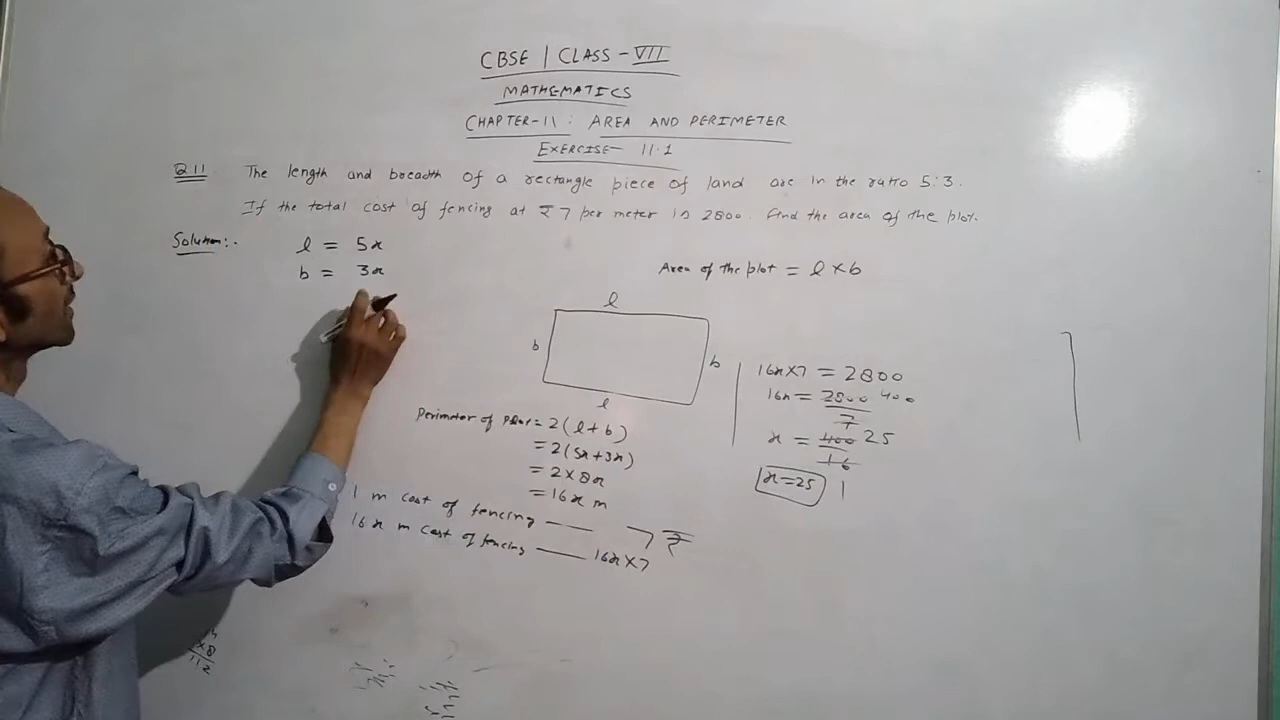 CBSE | CLASS - VII
MATHEMATICS
CHAPTER-11: AREA AND PERIMETER
EXERCISE- 11.1
Q11 The length and breadth of a rectangle piece of land are in the ratio 5:3.
If the total cost of fencing at ₹ 7 per meter is 2800. Find the area of the plot.
Solution:-
l = 5x
b = 3x
Area of the plot = l × b
l
b
b
l
Perimeter of plot = 2(l+b)
= 2(5x+3x)
= 2×8x
= 16x m
1 m cost of fencing — 7 ₹
16x m cost of fencing — 16x×7
16x×7 = 2800
16x = 2800 400
7
x = 400 25
16
x=25
×8
112